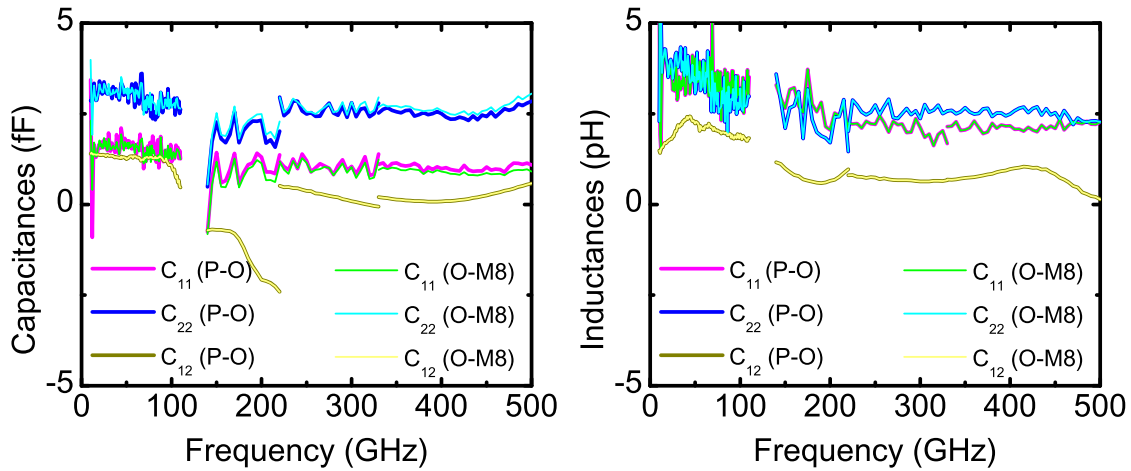 Capacitances (fF)
5
0
-5
C11 (P-O)
C11 (O-M8)
C22 (P-O)
C22 (O-M8)
C12 (P-O)
C12 (O-M8)
0 100 200 300 400 500
Frequency (GHz)
Inductances (pH)
5
0
-5
C11 (P-O)
C11 (O-M8)
C22 (P-O)
C22 (O-M8)
C12 (P-O)
C12 (O-M8)
0 100 200 300 400 500
Frequency (GHz)